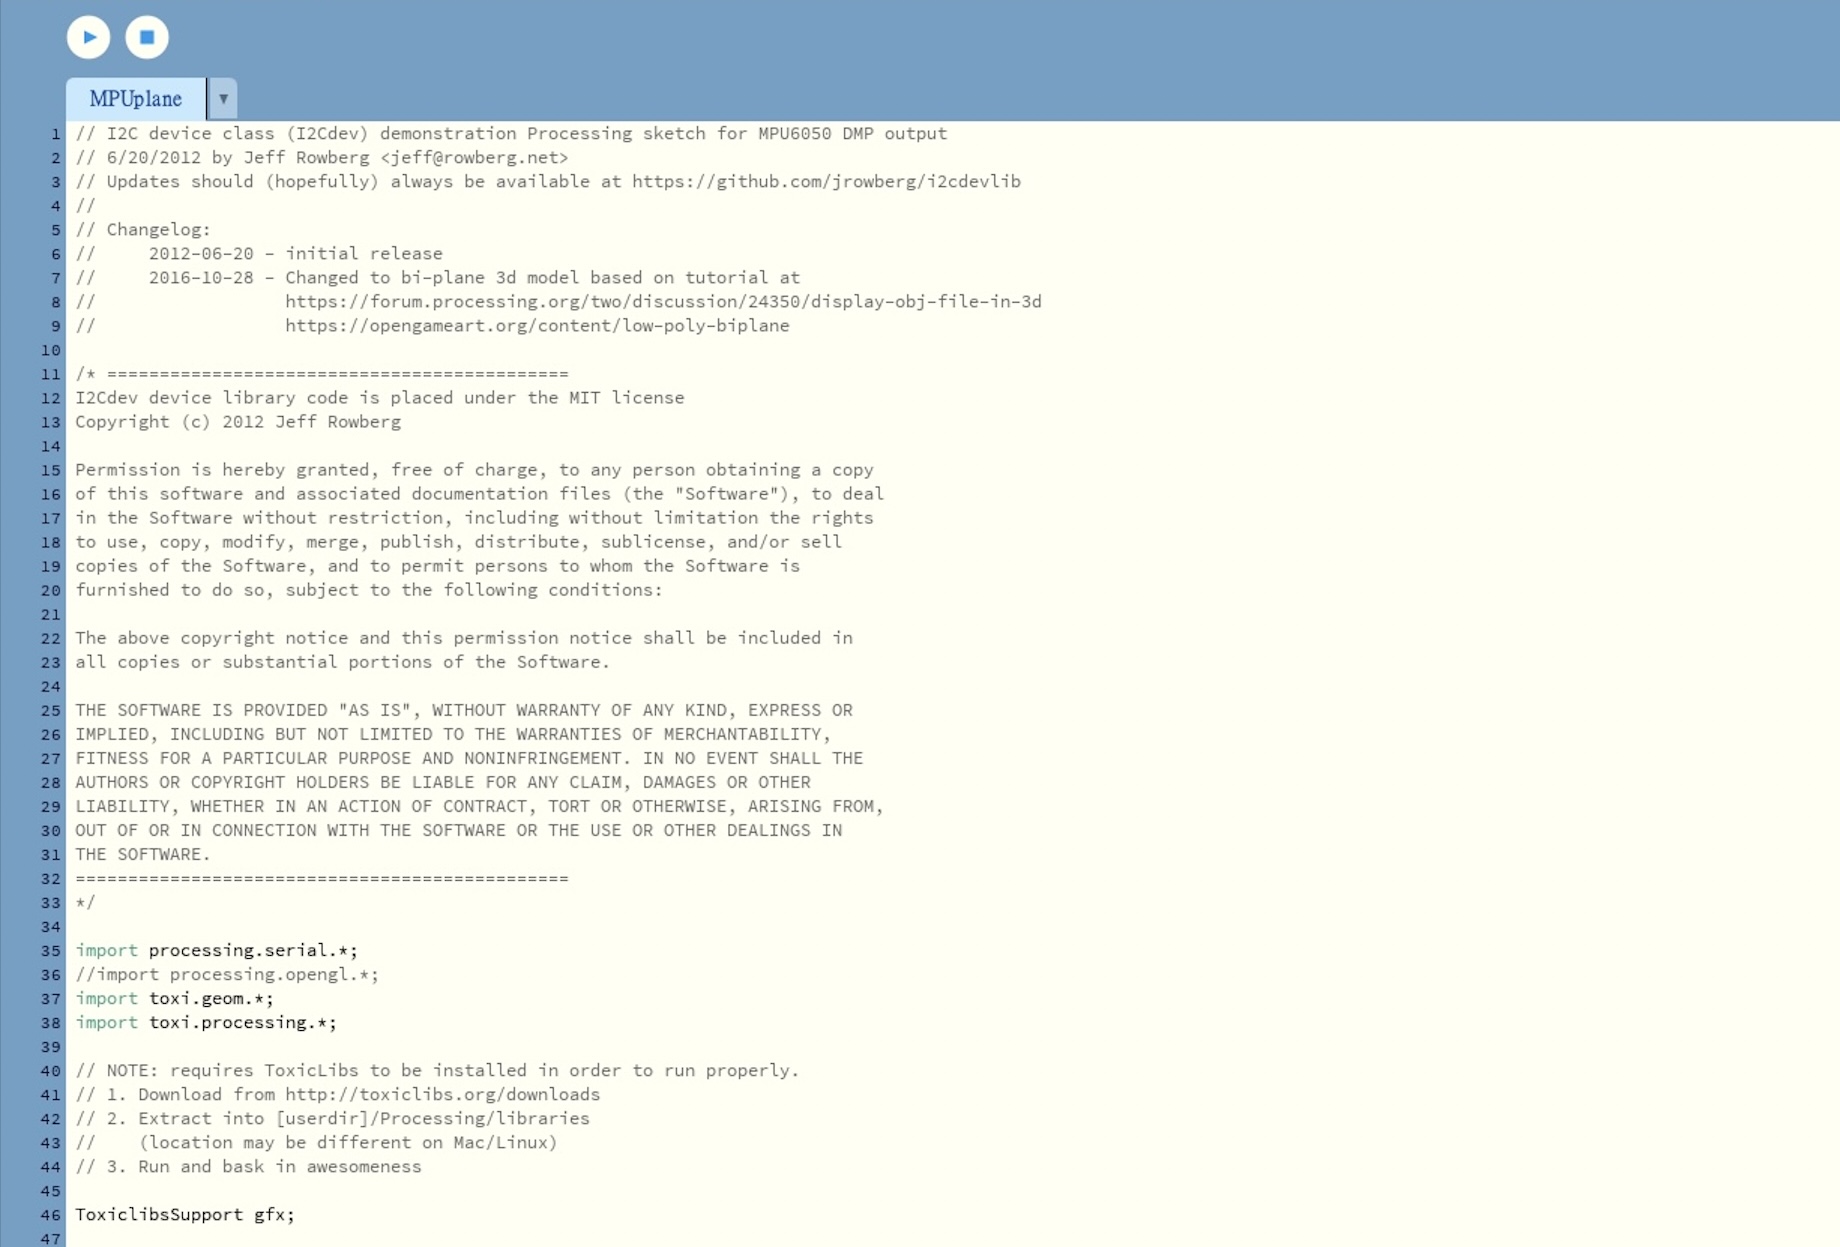 MPUplane ▼
1 // I2C device class (I2Cdev) demonstration Processing sketch for MPU6050 DMP output
2 // 6/20/2012 by Jeff Rowberg <jeff@rowberg.net>
3 // Updates should (hopefully) always be available at https://github.com/jrowberg/i2cdevlib
4 //
5 // Changelog:
6 //     2012-06-20 - initial release
7 //     2016-10-28 - Changed to bi-plane 3d model based on tutorial at
8 //                  https://forum.processing.org/two/discussion/24350/display-obj-file-in-3d
9 //                  https://opengameart.org/content/low-poly-biplane
10
11 /* ============================================
12 I2Cdev device library code is placed under the MIT license
13 Copyright (c) 2012 Jeff Rowberg
14
15 Permission is hereby granted, free of charge, to any person obtaining a copy
16 of this software and associated documentation files (the "Software"), to deal
17 in the Software without restriction, including without limitation the rights
18 to use, copy, modify, merge, publish, distribute, sublicense, and/or sell
19 copies of the Software, and to permit persons to whom the Software is
20 furnished to do so, subject to the following conditions:
21
22 The above copyright notice and this permission notice shall be included in
23 all copies or substantial portions of the Software.
24
25 THE SOFTWARE IS PROVIDED "AS IS", WITHOUT WARRANTY OF ANY KIND, EXPRESS OR
26 IMPLIED, INCLUDING BUT NOT LIMITED TO THE WARRANTIES OF MERCHANTABILITY,
27 FITNESS FOR A PARTICULAR PURPOSE AND NONINFRINGEMENT. IN NO EVENT SHALL THE
28 AUTHORS OR COPYRIGHT HOLDERS BE LIABLE FOR ANY CLAIM, DAMAGES OR OTHER
29 LIABILITY, WHETHER IN AN ACTION OF CONTRACT, TORT OR OTHERWISE, ARISING FROM,
30 OUT OF OR IN CONNECTION WITH THE SOFTWARE OR THE USE OR OTHER DEALINGS IN
31 THE SOFTWARE.
32 ===============================================
33 */
34
35 import processing.serial.*;
36 //import processing.opengl.*;
37 import toxi.geom.*;
38 import toxi.processing.*;
39
40 // NOTE: requires ToxicLibs to be installed in order to run properly.
41 // 1. Download from http://toxiclibs.org/downloads
42 // 2. Extract into [userdir]/Processing/libraries
43 //    (location may be different on Mac/Linux)
44 // 3. Run and bask in awesomeness
45
46 ToxiclibsSupport gfx;
47